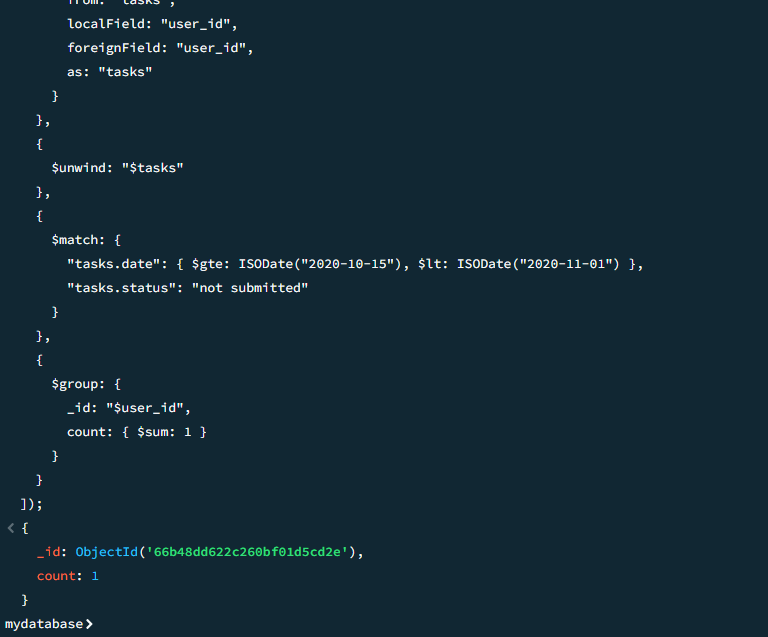 from: "tasks",
localField: "user_id",
foreignField: "user_id",
as: "tasks"
}
},
{
$unwind: "$tasks"
},
{
$match: {
"tasks.date": { $gte: ISODate("2020-10-15"), $lt: ISODate("2020-11-01") },
"tasks.status": "not submitted"
}
},
{
$group: {
_id: "$user_id",
count: { $sum: 1 }
}
}
]);
< {
_id: ObjectId('66b48dd622c260bf01d5cd2e'),
count: 1
}
mydatabase>